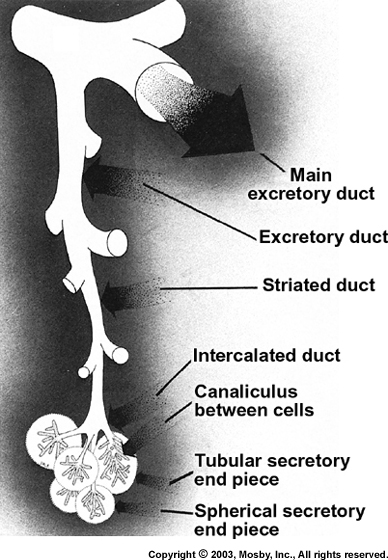 Main
excretory duct
Excretory duct
Striated duct
Intercalated duct
Canaliculus
between cells
Tubular secretory
end piece
Spherical secretory
end piece
Copyright © 2003, Mosby, Inc., All rights reserved.